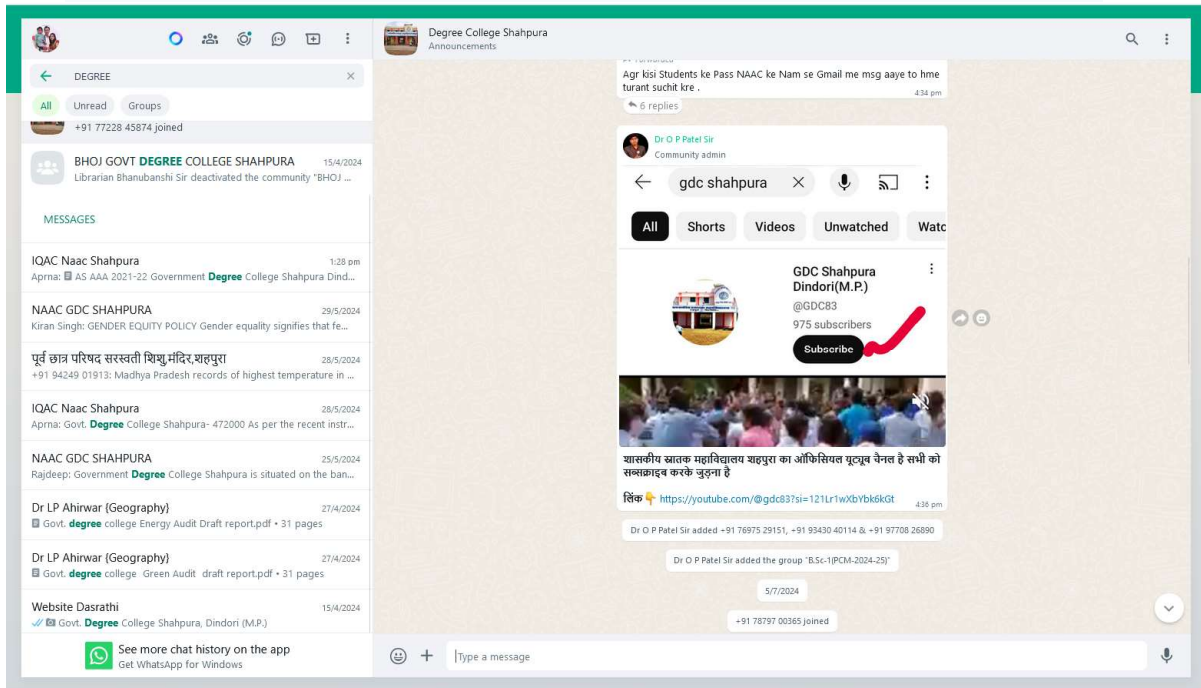 DEGREE
All Unread Groups
+91 77228 45874 joined
BHOJ GOVT DEGREE COLLEGE SHAHPURA 15/4/2024
Librarian Bhanubanshi Sir deactivated the community "BHOJ ...
MESSAGES
IQAC Naac Shahpura 1:28 pm
Aprna: AS AAA 2021-22 Government Degree College Shahpura Dind...
NAAC GDC SHAHPURA 29/5/2024
Kiran Singh: GENDER EQUITY POLICY Gender equality signifies that fe...
पूर्व छात्र परिषद सरस्वती शिशु,मंदिर,शहपुरा 28/5/2024
+91 94249 01913: Madhya Pradesh records of highest temperature in ...
IQAC Naac Shahpura 28/5/2024
Aprna: Govt. Degree College Shahpura- 472000 As per the recent instr...
NAAC GDC SHAHPURA 25/5/2024
Rajdeep: Government Degree College Shahpura is situated on the ban...
Dr LP Ahirwar {Geography} 27/4/2024
Govt. degree college Energy Audit Draft report.pdf • 31 pages
Dr LP Ahirwar {Geography} 27/4/2024
Govt. degree college Green Audit draft report.pdf • 31 pages
Website Dasrathi 15/4/2024
Govt. Degree College Shahpura, Dindori (M.P.)
See more chat history on the app
Get WhatsApp for Windows
Degree College Shahpura
Announcements
Agr kisi Students ke Pass NAAC ke Nam se Gmail me msg aaye to hme
turant suchit kre .
4:34 pm
6 replies
Dr O P Patel Sir
Community admin
gdc shahpura
All Shorts Videos Unwatched Watc
GDC Shahpura
Dindori(M.P.)
@GDC83
975 subscribers
Subscribe
शासकीय स्नातक महाविद्यालय शहपुरा का ऑफिसियल यूट्यूब चैनल है सभी को
सब्सक्राइब करके जुड़ना है
लिंक 👇 https://youtube.com/@gdc83?si=121Lr1wXbYbk6kGt
4:36 pm
Dr O P Patel Sir added +91 76975 29151, +91 93430 40114 & +91 97708 26890
Dr O P Patel Sir added the group "B.Sc-1(PCM-2024-25)"
5/7/2024
+91 78797 00365 joined
Type a message